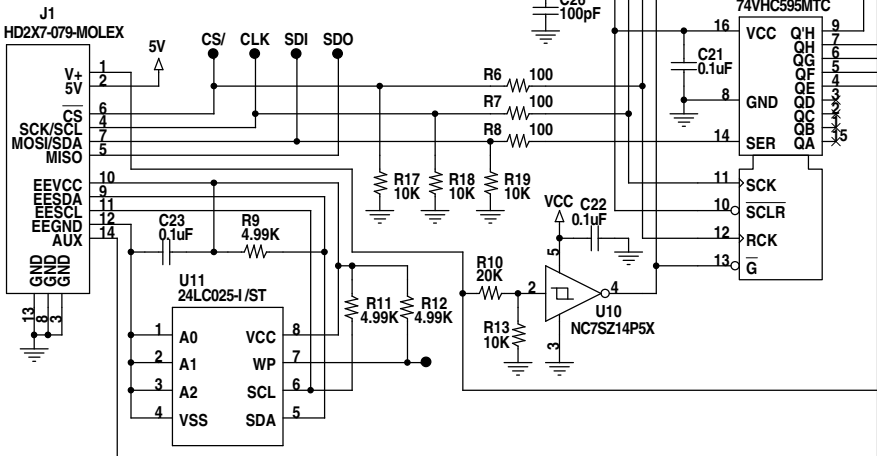 C20
100pF
74VHC595MTC
J1
HD2X7-079-MOLEX
5V
CS/ CLK SDI SDO
16 VCC Q'H 9
QH 7
QG 6
QF 5
QE 4
QD 3
QC 2
QB 1
QA 15
C21
0.1uF
8 GND
14 SER
V+ 1
5V 2
CS 6
SCK/SCL 4
MOSI/SDA 7
MISO 5
R6 100
R7 100
R8 100
R17
10K
R18
10K
R19
10K
11 SCK
10 SCLR
12 RCK
13 G
EEVCC 10
EESDA 9
EESCL 11
EEGND 12
AUX 14
GND
GND
GND
13
8
3
C23
0.1uF
R9
4.99K
VCC
C22
0.1uF
U11
24LC025-I /ST
1 A0 VCC 8
2 A1 WP 7
3 A2 SCL 6
4 VSS SDA 5
R11
4.99K
R12
4.99K
R10
20K
R13
10K
5
2
4
3
U10
NC7SZ14P5X